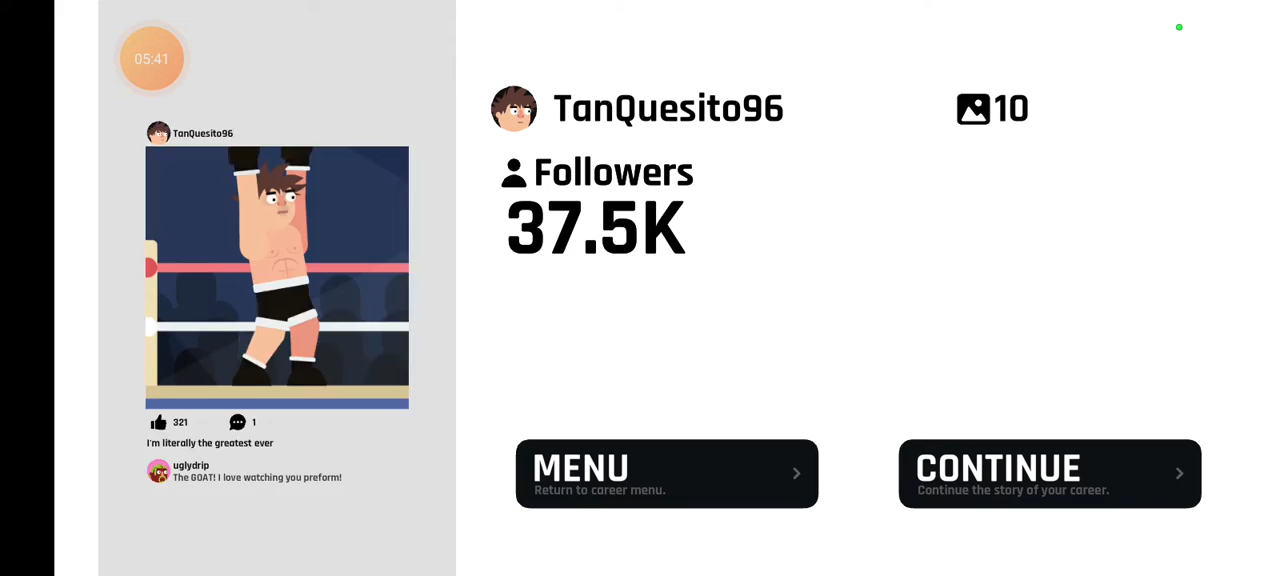 05:41
TanQuesito96
321
1
I'm literally the greatest ever
uglydrip
The GOAT! I love watching you preform!
TanQuesito96
10
Followers
37.5K
MENU
Return to career menu.
CONTINUE
Continue the story of your career.